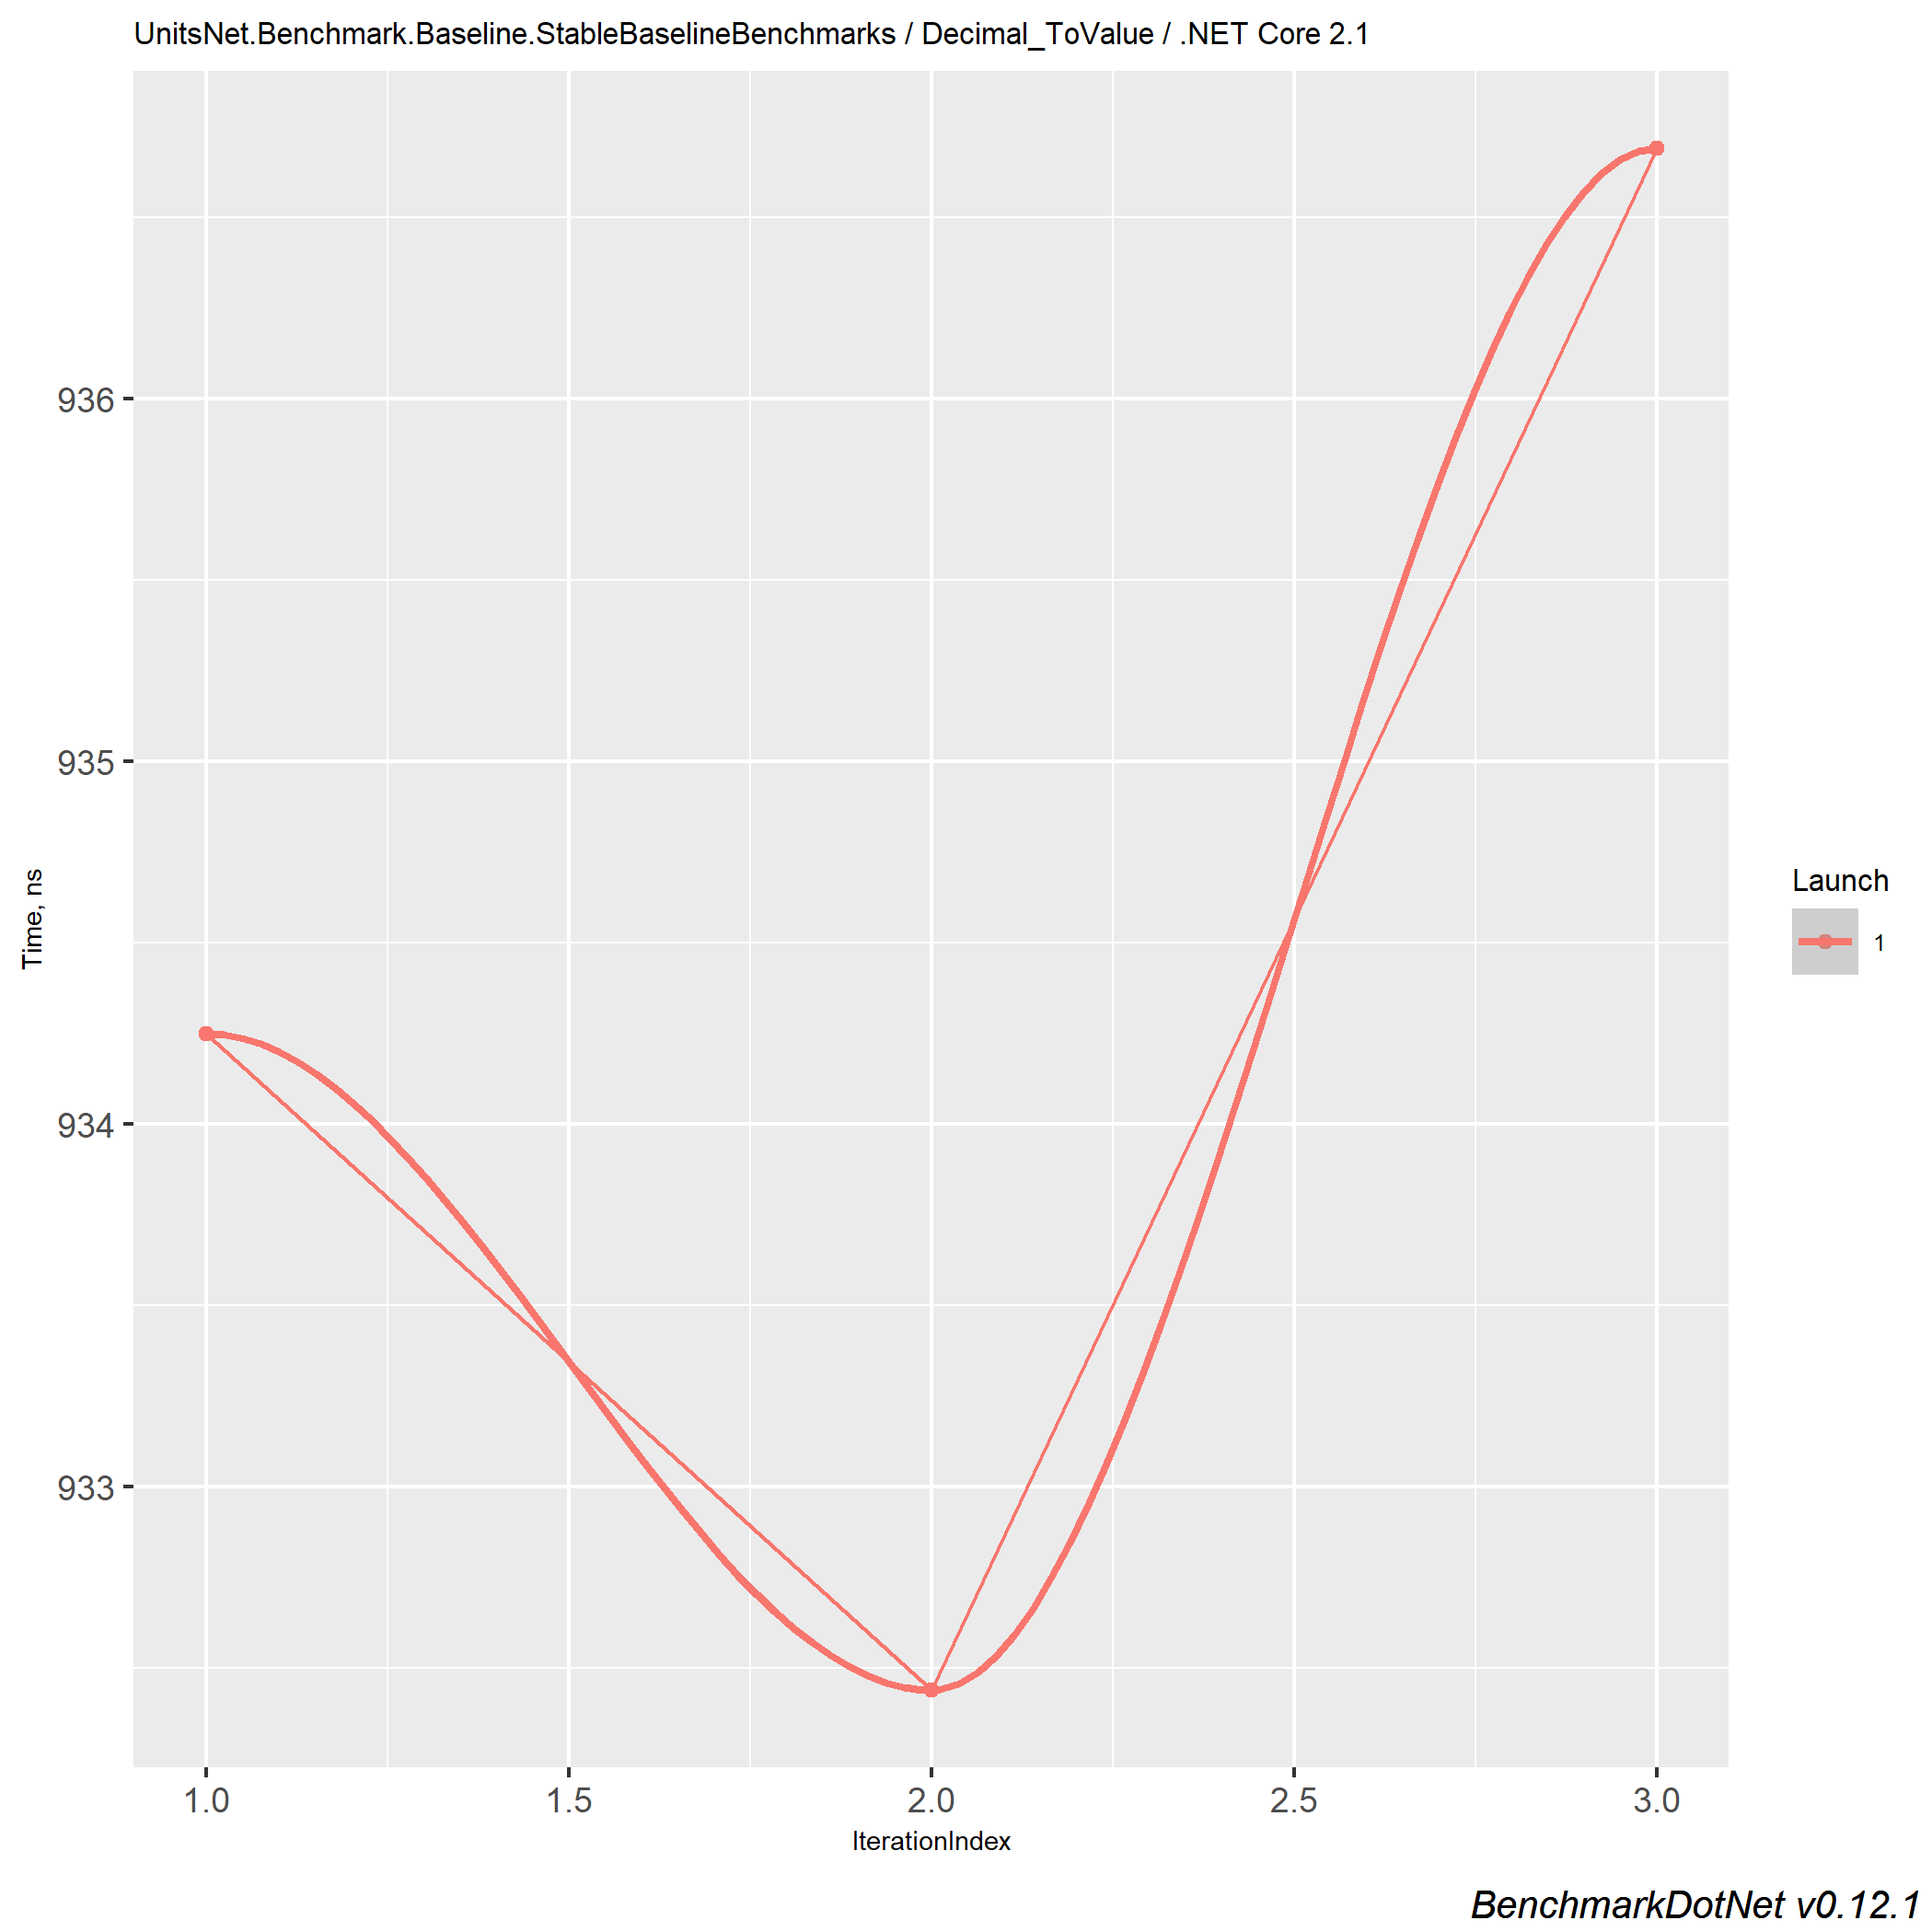 UnitsNet.Benchmark.Baseline.StableBaselineBenchmarks / Decimal_ToValue / .NET Core 2.1
936
935
934
933
Time, ns
1.0 1.5 2.0 2.5 3.0
IterationIndex
Launch
1
BenchmarkDotNet v0.12.1